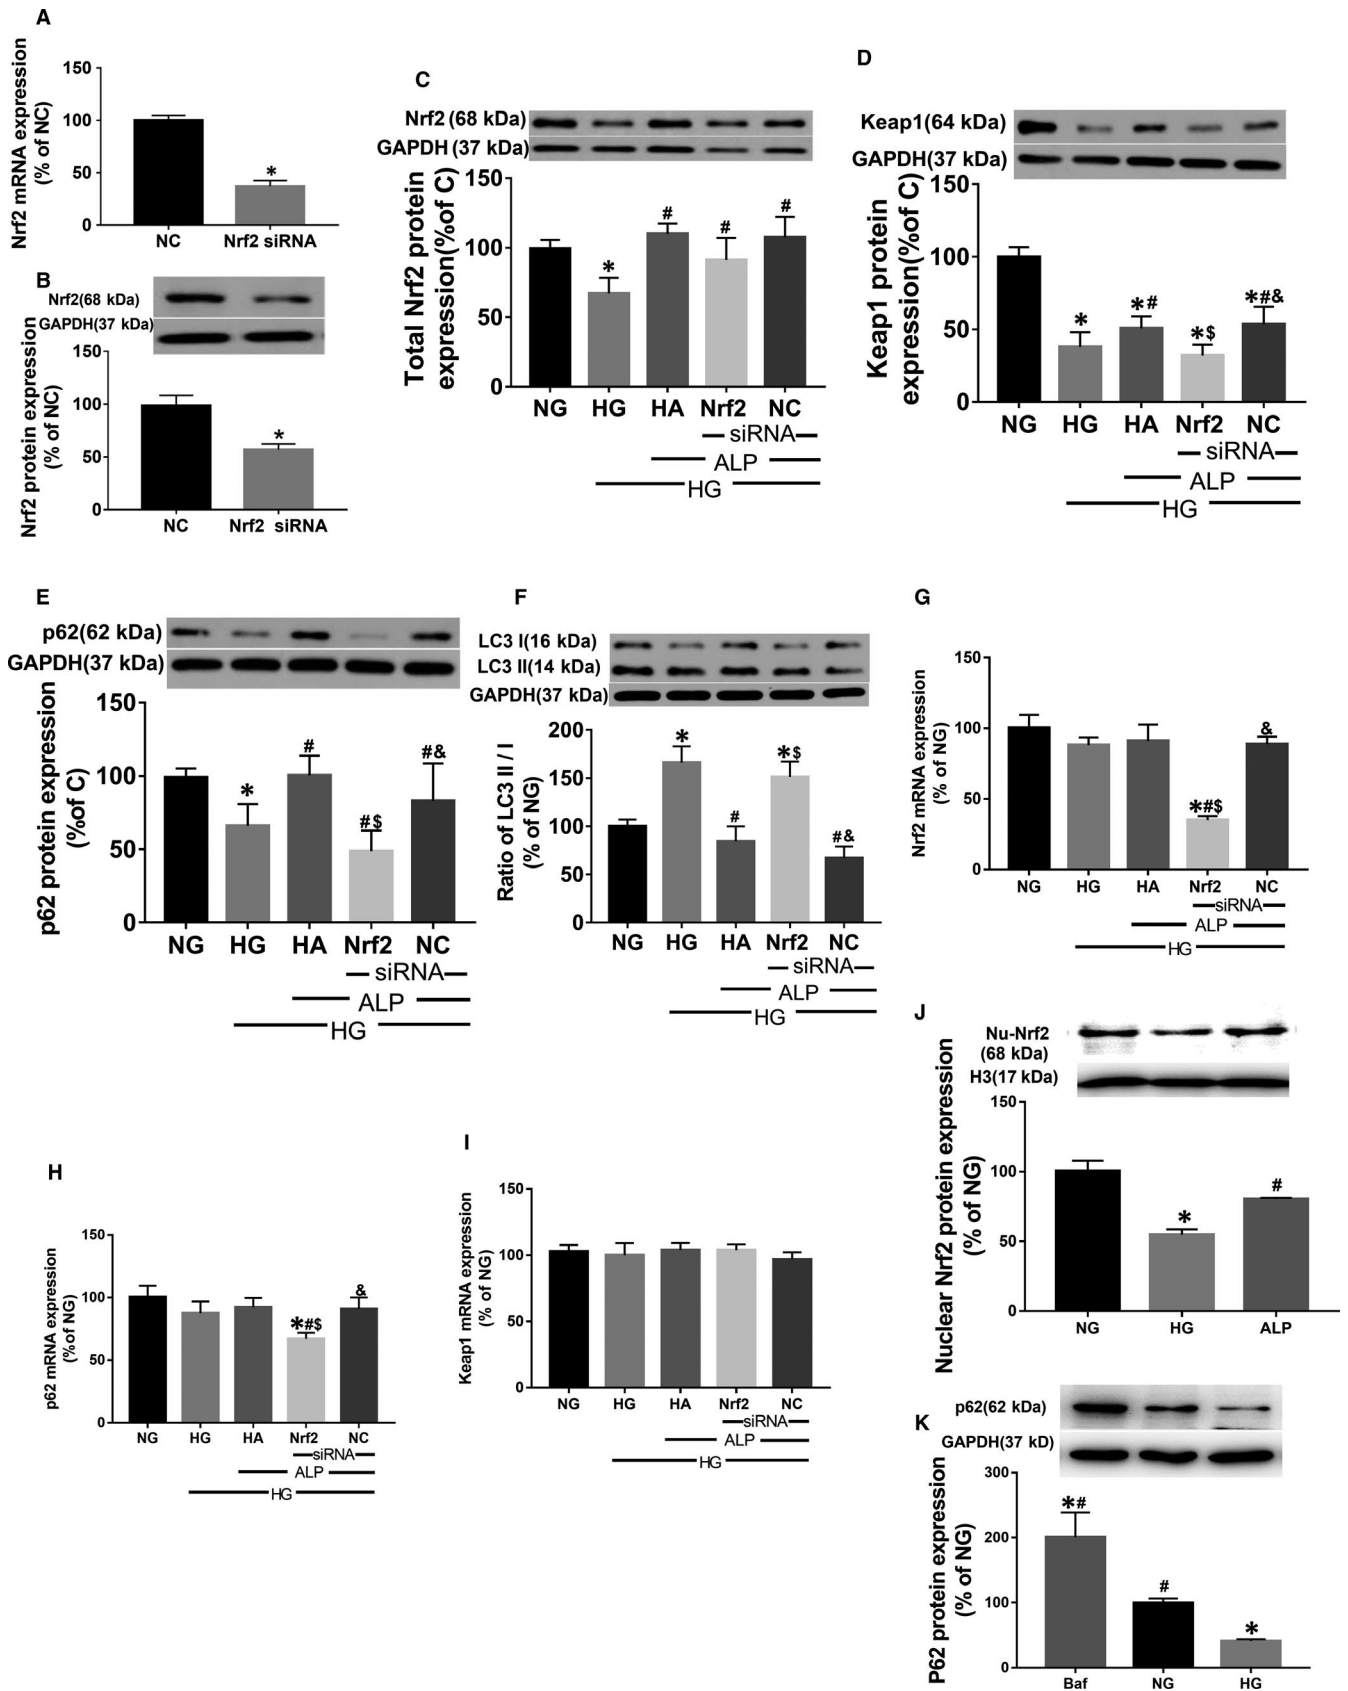 A
Nrf2 mRNA expression
(% of NC)
150
100
50
0
*
NC Nrf2 siRNA
B
Nrf2(68 kDa)
GAPDH(37 kDa)
Nrf2 protein expression
(% of NC)
150
100
50
0
*
NC Nrf2 siRNA
C
Nrf2 (68 kDa)
GAPDH (37 kDa)
Total Nrf2 protein
expression(%of C)
150
100
50
0
* # # #
NG HG HA Nrf2 NC
siRNA
ALP
HG
D
Keap1(64 kDa)
GAPDH(37 kDa)
Keap1 protein
expression(%of C)
150
100
50
0
* *# *$ *#&
NG HG HA Nrf2 NC
siRNA
ALP
HG
E
p62(62 kDa)
GAPDH(37 kDa)
p62 protein expression
(%of C)
150
100
50
0
* # #$ #&
NG HG HA Nrf2 NC
siRNA
ALP
HG
F
LC3 I(16 kDa)
LC3 II(14 kDa)
GAPDH(37 kDa)
Ratio of LC3 II / I
(% of NG)
200
150
100
50
0
* # *$ #&
NG HG HA Nrf2 NC
siRNA
ALP
HG
G
Nrf2 mRNA expression
(% of NG)
150
100
50
0
*#$ &
NG HG HA Nrf2 NC
siRNA
ALP
HG
H
p62 mRNA expression
(%of NG)
150
100
50
0
*#$ &
NG HG HA Nrf2 NC
siRNA
ALP
HG
I
Keap1 mRNA expression
(% of NG)
150
100
50
0
NG HG HA Nrf2 NC
siRNA
ALP
HG
J
Nu-Nrf2
(68 kDa)
H3(17 kDa)
Nuclear Nrf2 protein expression
(% of NG)
150
100
50
0
* #
NG HG ALP
K
p62(62 kDa)
GAPDH(37 kD)
P62 protein expression
(% of NG)
300
200
100
0
*# # *
Baf NG HG